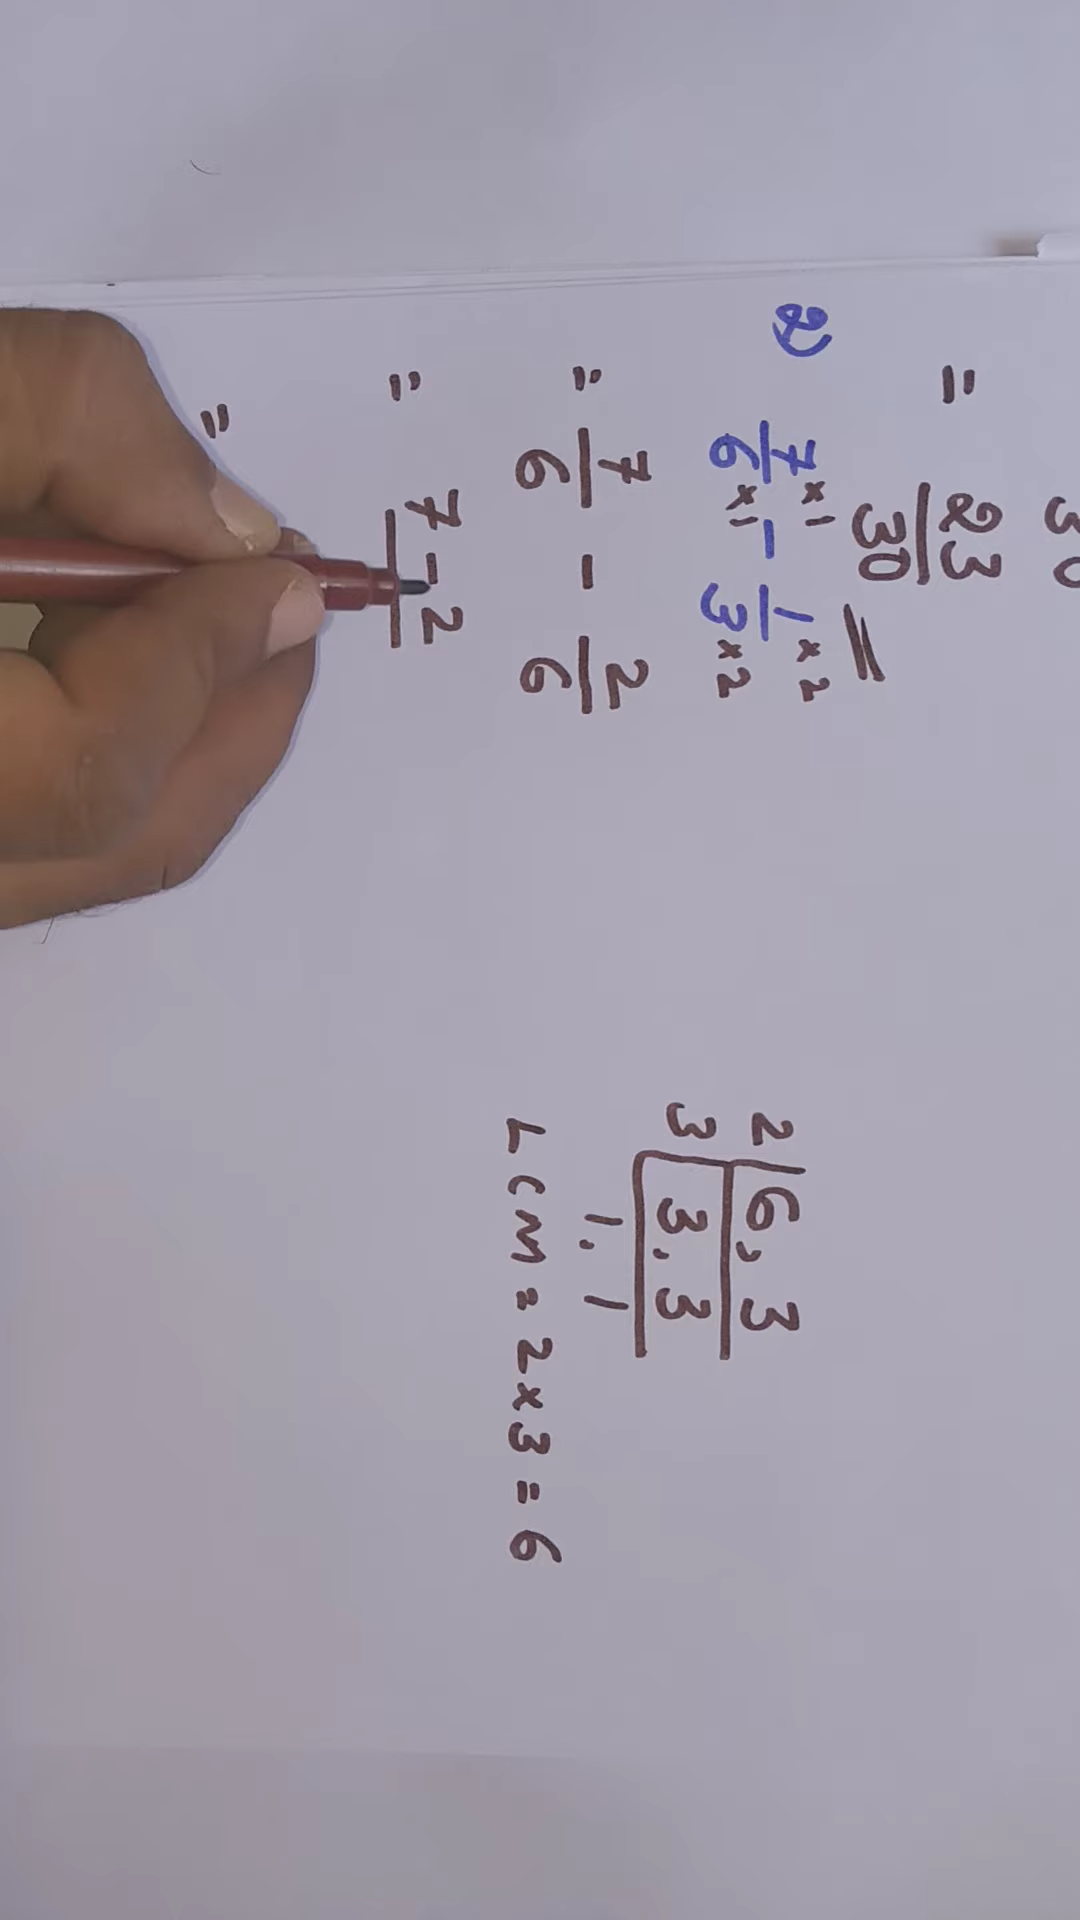 = 23/30
2) 7×1/6×1 - 1×2/3×2
= 7/6 - 2/6
= 7-2
=
2 | 6, 3
3 | 3, 3
1, 1
LCM = 2×3 = 6